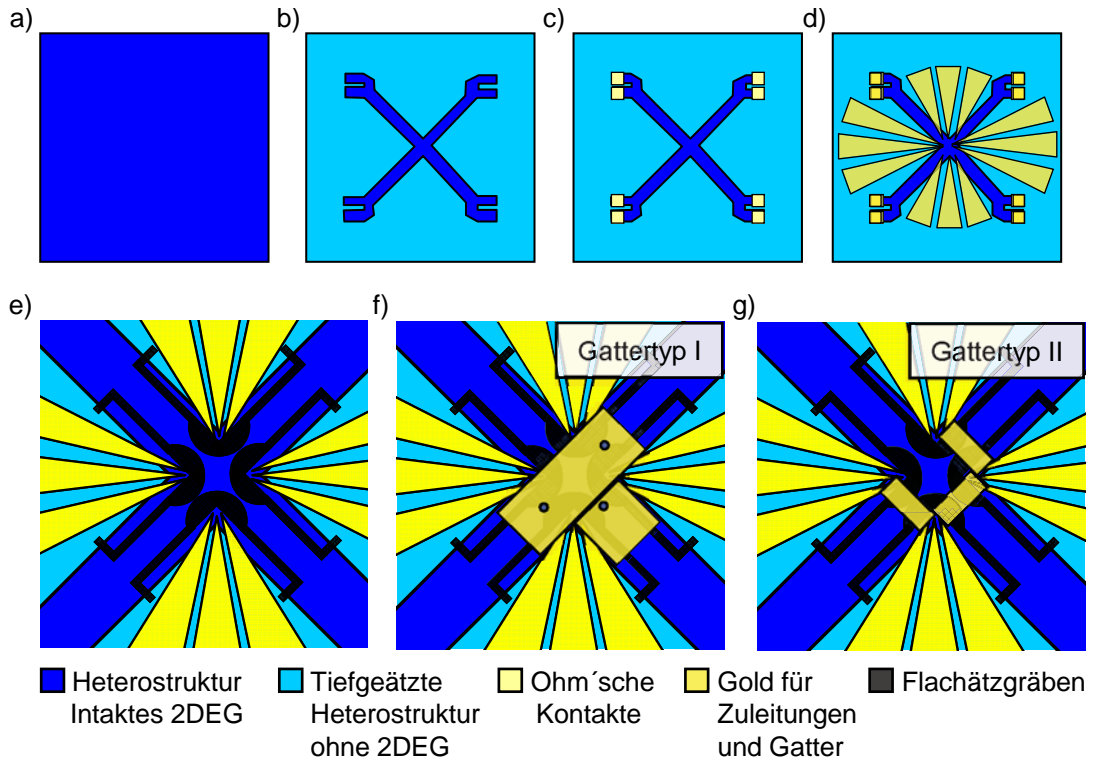 a)
b)
c)
d)
e)
f)
g)
Gattertyp I
Gattertyp II
Heterostruktur
Intaktes 2DEG
Tiefgeätzte
Heterostruktur
ohne 2DEG
Ohm´sche
Kontakte
Gold für
Zuleitungen
und Gatter
Flachätzgräben